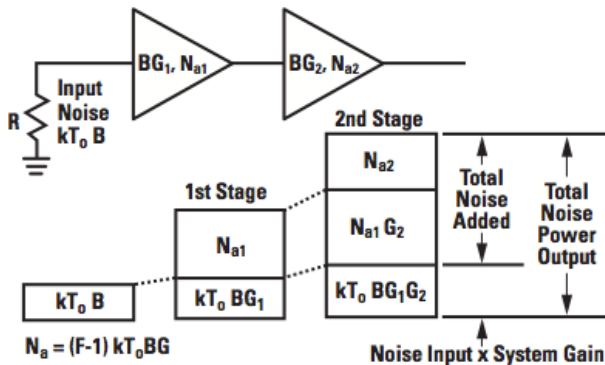 BG₁, Nₐ₁
BG₂, Nₐ₂
Input
Noise
kTₒ B
R
2nd Stage
Nₐ₂
1st Stage
Total
Noise
Added
Total
Noise
Power
Output
Nₐ₁
Nₐ₁ G₂
kTₒ B
kTₒ BG₁
kTₒ BG₁G₂
Nₐ = (F-1) kTₒBG
Noise Input x System Gain